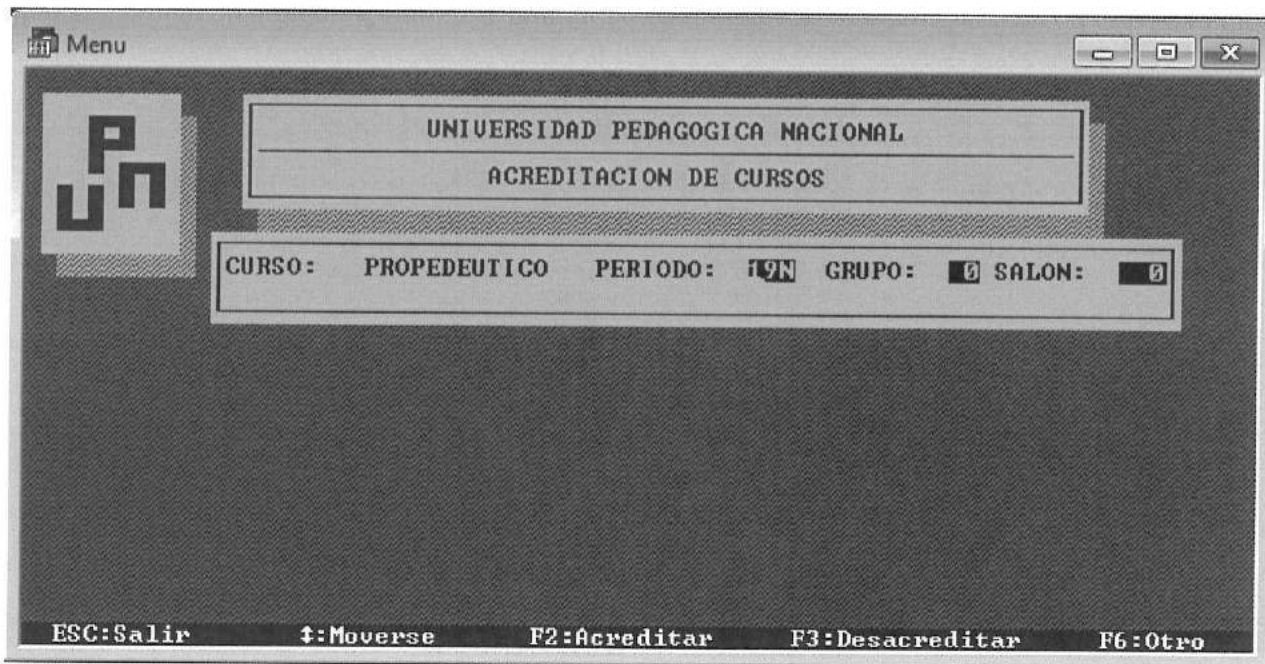 Menu
UPN
UNIVERSIDAD PEDAGOGICA NACIONAL
ACREDITACION DE CURSOS
CURSO: PROPEDEUTICO PERIODO: 19N GRUPO: 0 SALON: 0
ESC:Salir ↕:Moverse F2:Acreditar F3:Desacreditar F6:Otro